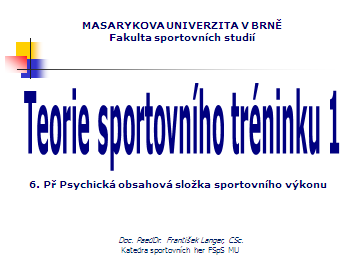 MASARYKOVA UNIVERZITA V BRNĚ
Fakulta sportovních studií
Teorie sportovního tréninku 1
6. Př Psychická obsahová složka sportovního výkonu
Doc. PaedDr. František Langer, CSc.
Katedra sportovních her FSpS MU